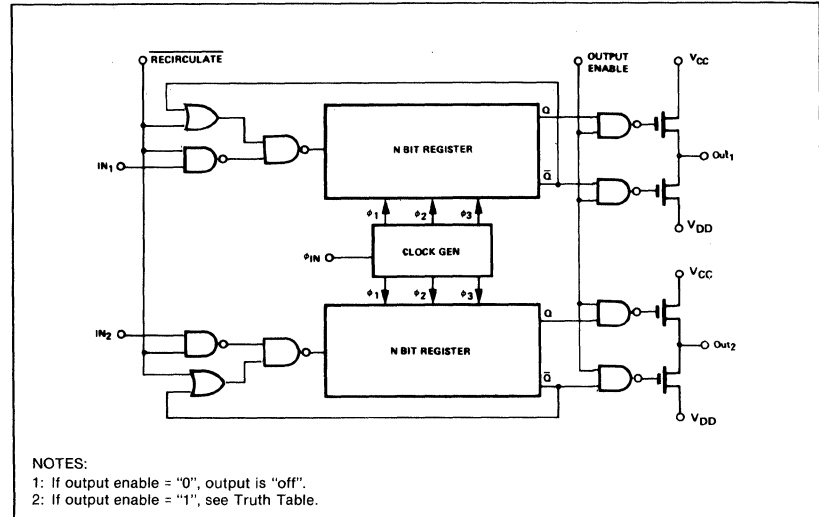 RECIRCULATE
OUTPUT
ENABLE
VCC
IN1
N BIT REGISTER
Q
Q̅
Out1
VDD
ϕ1 ϕ2 ϕ3
ϕIN
CLOCK GEN
ϕ1 ϕ2 ϕ3
VCC
IN2
N BIT REGISTER
Q
Q̅
Out2
VDD
NOTES:
1: If output enable = "0", output is "off".
2: If output enable = "1", see Truth Table.